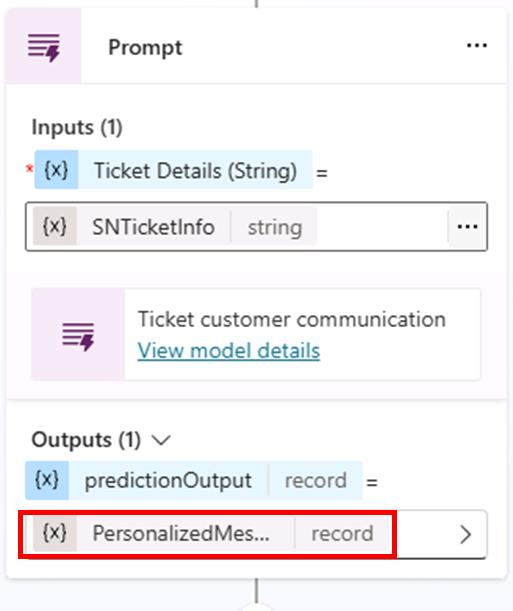 Prompt
Inputs (1)
* {x} Ticket Details (String) =
{x} SNTicketInfo string
Ticket customer communication
View model details
Outputs (1)
{x} predictionOutput record =
{x} PersonalizedMes... record